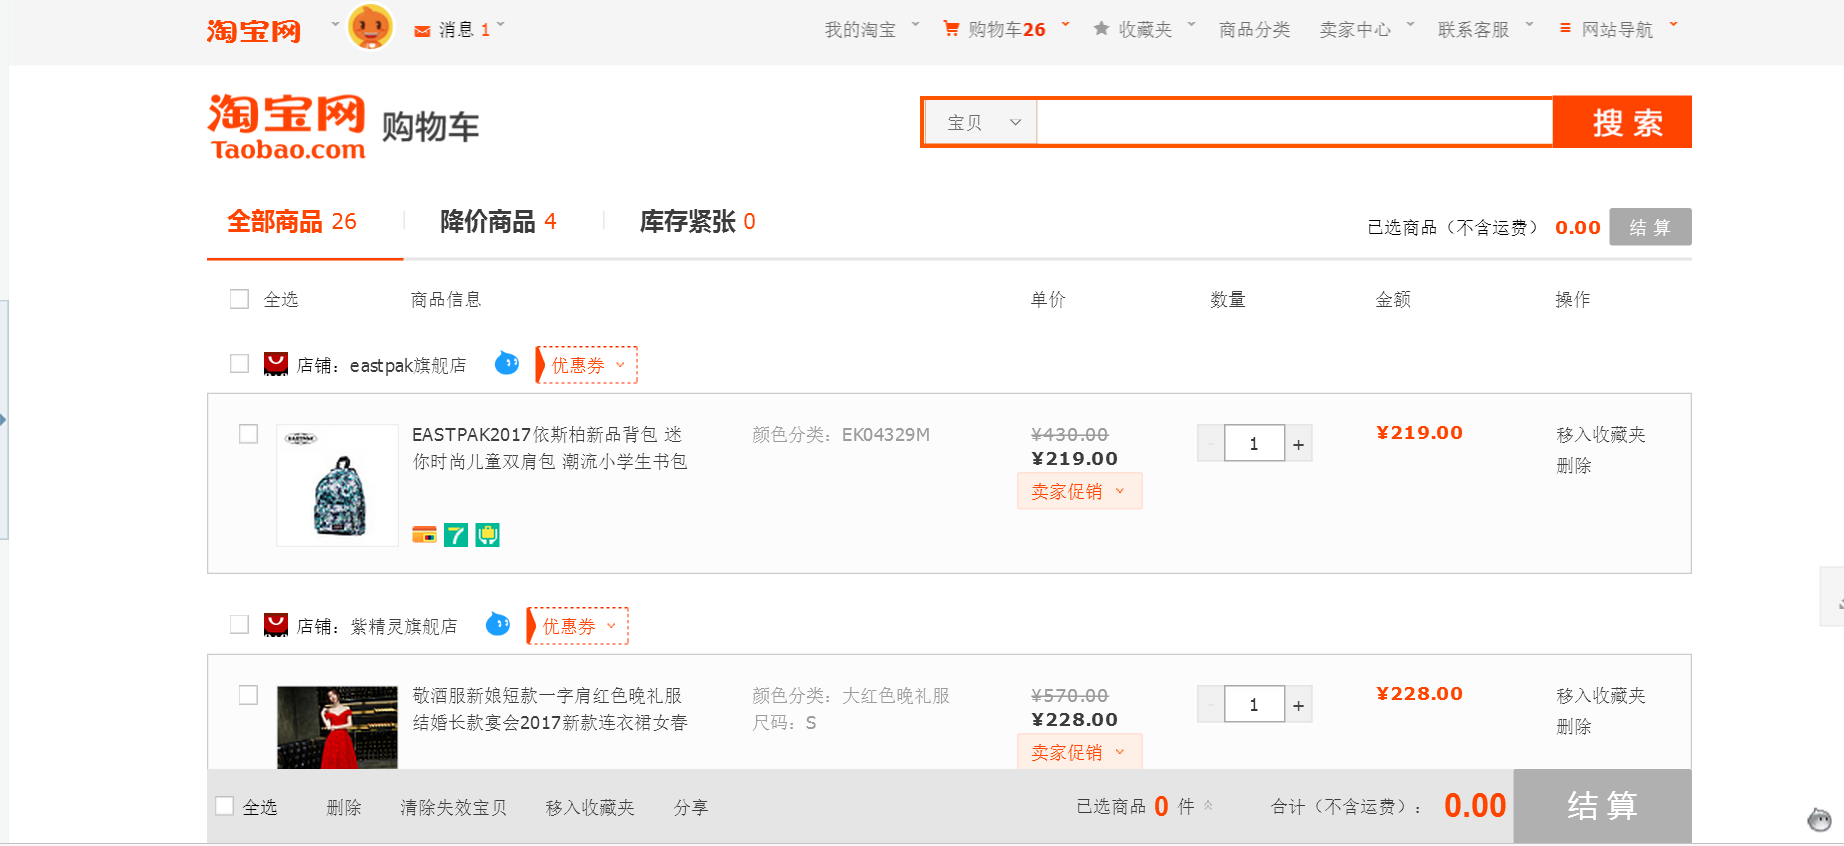 淘宝网 消息 1 我的淘宝 购物车26 收藏夹 商品分类 卖家中心 联系客服 网站导航
淘宝网 购物车
Taobao.com
宝贝 搜 索
全部商品 26 降价商品 4 库存紧张 0
已选商品（不含运费） 0.00 结 算
全选 商品信息 单价 数量 金额 操作
店铺：eastpak旗舰店 优惠券
EASTPAK
EASTPAK2017依斯柏新品背包 迷 颜色分类：EK04329M ¥430.00 - 1 + ¥219.00 移入收藏夹
你时尚儿童双肩包 潮流小学生书包 ¥219.00 删除
卖家促销
7
店铺：紫精灵旗舰店 优惠券
敬酒服新娘短款一字肩红色晚礼服 颜色分类：大红色晚礼服 ¥570.00 - 1 + ¥228.00 移入收藏夹
结婚长款宴会2017新款连衣裙女春 尺码：S ¥228.00 删除
卖家促销
全选 删除 清除失效宝贝 移入收藏夹 分享 已选商品 0 件 合计（不含运费）： 0.00 结 算